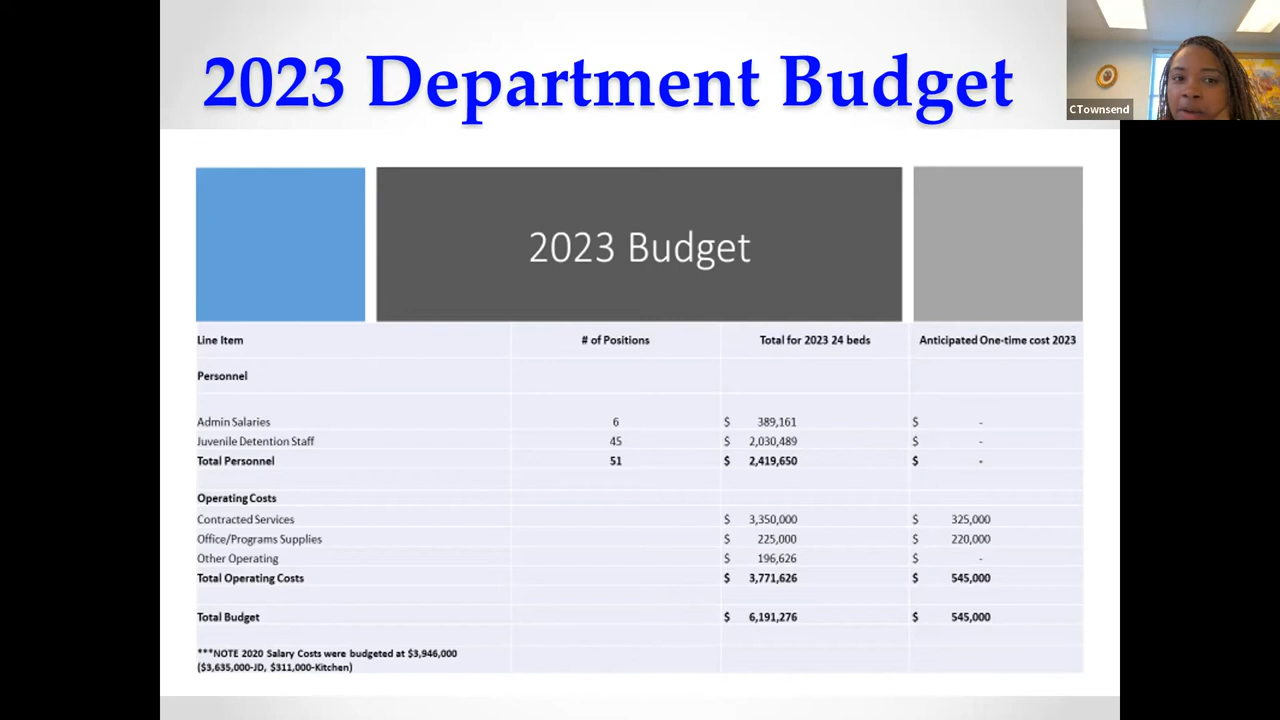 2023 Department Budget
CTownsend
2023 Budget
Line Item # of Positions Total for 2023 24 beds Anticipated One-time cost 2023
Personnel
Admin Salaries 6 $ 389,161 $ -
Juvenile Detention Staff 45 $ 2,030,489 $ -
Total Personnel 51 $ 2,419,650 $ -
Operating Costs
Contracted Services $ 3,350,000 $ 325,000
Office/Programs Supplies $ 225,000 $ 220,000
Other Operating $ 196,626 $ -
Total Operating Costs $ 3,771,626 $ 545,000
Total Budget $ 6,191,276 $ 545,000
***NOTE 2020 Salary Costs were budgeted at $3,946,000
($3,635,000-JD, $311,000-Kitchen)